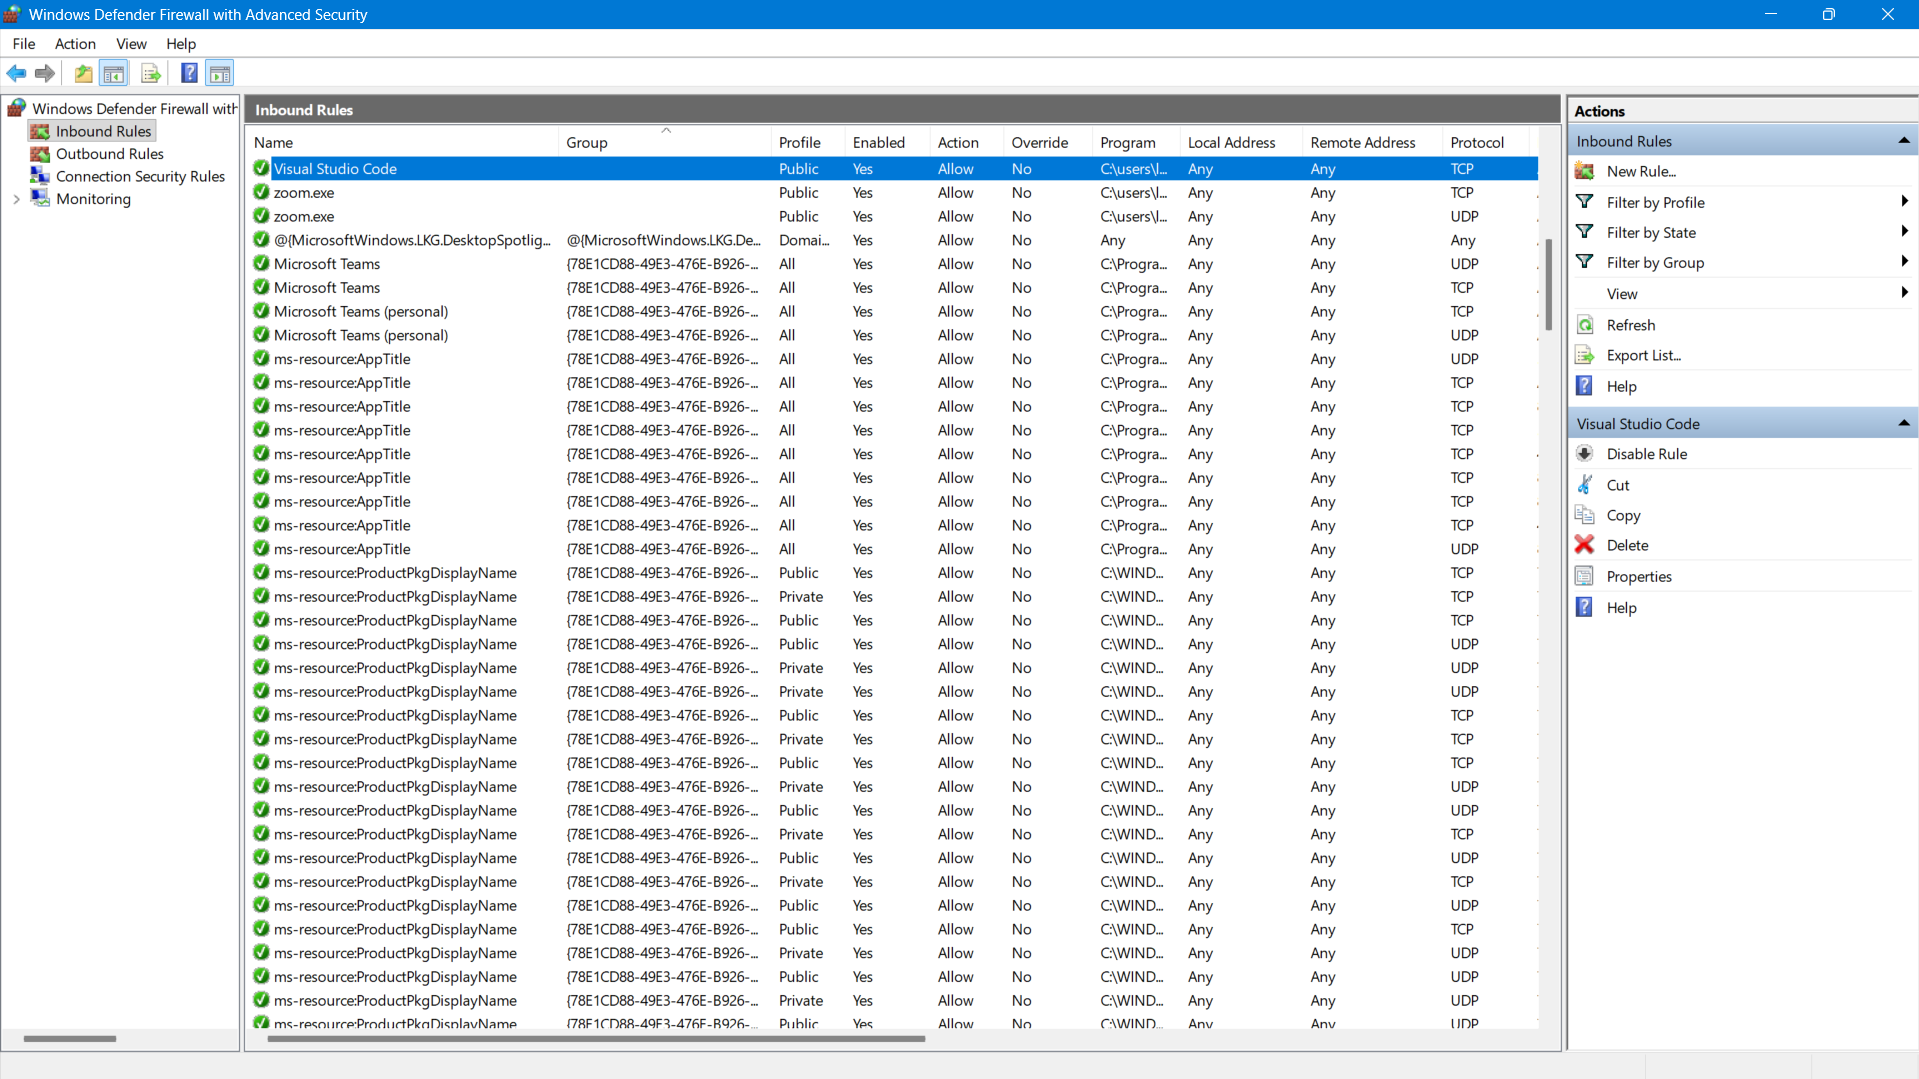 Windows Defender Firewall with Advanced Security
File Action View Help
Windows Defender Firewall with
Inbound Rules
Outbound Rules
Connection Security Rules
Monitoring
Inbound Rules
Name Group Profile Enabled Action Override Program Local Address Remote Address Protocol
Visual Studio Code Public Yes Allow No C:\users\l... Any Any TCP
zoom.exe Public Yes Allow No C:\users\l... Any Any TCP
zoom.exe Public Yes Allow No C:\users\l... Any Any UDP
@{MicrosoftWindows.LKG.DesktopSpotlig... @{MicrosoftWindows.LKG.De... Domai... Yes Allow No Any Any Any Any
Microsoft Teams {78E1CD88-49E3-476E-B926-... All Yes Allow No C:\Progra... Any Any UDP
Microsoft Teams {78E1CD88-49E3-476E-B926-... All Yes Allow No C:\Progra... Any Any TCP
Microsoft Teams (personal) {78E1CD88-49E3-476E-B926-... All Yes Allow No C:\Progra... Any Any TCP
Microsoft Teams (personal) {78E1CD88-49E3-476E-B926-... All Yes Allow No C:\Progra... Any Any UDP
ms-resource:AppTitle {78E1CD88-49E3-476E-B926-... All Yes Allow No C:\Progra... Any Any UDP
ms-resource:AppTitle {78E1CD88-49E3-476E-B926-... All Yes Allow No C:\Progra... Any Any TCP
ms-resource:AppTitle {78E1CD88-49E3-476E-B926-... All Yes Allow No C:\Progra... Any Any TCP
ms-resource:AppTitle {78E1CD88-49E3-476E-B926-... All Yes Allow No C:\Progra... Any Any TCP
ms-resource:AppTitle {78E1CD88-49E3-476E-B926-... All Yes Allow No C:\Progra... Any Any TCP
ms-resource:AppTitle {78E1CD88-49E3-476E-B926-... All Yes Allow No C:\Progra... Any Any TCP
ms-resource:AppTitle {78E1CD88-49E3-476E-B926-... All Yes Allow No C:\Progra... Any Any TCP
ms-resource:AppTitle {78E1CD88-49E3-476E-B926-... All Yes Allow No C:\Progra... Any Any TCP
ms-resource:AppTitle {78E1CD88-49E3-476E-B926-... All Yes Allow No C:\Progra... Any Any UDP
ms-resource:ProductPkgDisplayName {78E1CD88-49E3-476E-B926-... Public Yes Allow No C:\WIND... Any Any TCP
ms-resource:ProductPkgDisplayName {78E1CD88-49E3-476E-B926-... Private Yes Allow No C:\WIND... Any Any TCP
ms-resource:ProductPkgDisplayName {78E1CD88-49E3-476E-B926-... Public Yes Allow No C:\WIND... Any Any TCP
ms-resource:ProductPkgDisplayName {78E1CD88-49E3-476E-B926-... Public Yes Allow No C:\WIND... Any Any UDP
ms-resource:ProductPkgDisplayName {78E1CD88-49E3-476E-B926-... Private Yes Allow No C:\WIND... Any Any UDP
ms-resource:ProductPkgDisplayName {78E1CD88-49E3-476E-B926-... Private Yes Allow No C:\WIND... Any Any UDP
ms-resource:ProductPkgDisplayName {78E1CD88-49E3-476E-B926-... Public Yes Allow No C:\WIND... Any Any TCP
ms-resource:ProductPkgDisplayName {78E1CD88-49E3-476E-B926-... Private Yes Allow No C:\WIND... Any Any TCP
ms-resource:ProductPkgDisplayName {78E1CD88-49E3-476E-B926-... Public Yes Allow No C:\WIND... Any Any TCP
ms-resource:ProductPkgDisplayName {78E1CD88-49E3-476E-B926-... Private Yes Allow No C:\WIND... Any Any UDP
ms-resource:ProductPkgDisplayName {78E1CD88-49E3-476E-B926-... Public Yes Allow No C:\WIND... Any Any UDP
ms-resource:ProductPkgDisplayName {78E1CD88-49E3-476E-B926-... Private Yes Allow No C:\WIND... Any Any TCP
ms-resource:ProductPkgDisplayName {78E1CD88-49E3-476E-B926-... Public Yes Allow No C:\WIND... Any Any UDP
ms-resource:ProductPkgDisplayName {78E1CD88-49E3-476E-B926-... Private Yes Allow No C:\WIND... Any Any TCP
ms-resource:ProductPkgDisplayName {78E1CD88-49E3-476E-B926-... Public Yes Allow No C:\WIND... Any Any UDP
ms-resource:ProductPkgDisplayName {78E1CD88-49E3-476E-B926-... Public Yes Allow No C:\WIND... Any Any TCP
ms-resource:ProductPkgDisplayName {78E1CD88-49E3-476E-B926-... Private Yes Allow No C:\WIND... Any Any UDP
ms-resource:ProductPkgDisplayName {78E1CD88-49E3-476E-B926-... Public Yes Allow No C:\WIND... Any Any UDP
ms-resource:ProductPkgDisplayName {78E1CD88-49E3-476E-B926-... Private Yes Allow No C:\WIND... Any Any UDP
ms-resource:ProductPkgDisplayName {78E1CD88-49E3-476E-B926-... Public Yes Allow No C:\WIND... Any Any UDP
Actions
Inbound Rules
New Rule...
Filter by Profile
Filter by State
Filter by Group
View
Refresh
Export List...
Help
Visual Studio Code
Disable Rule
Cut
Copy
Delete
Properties
Help